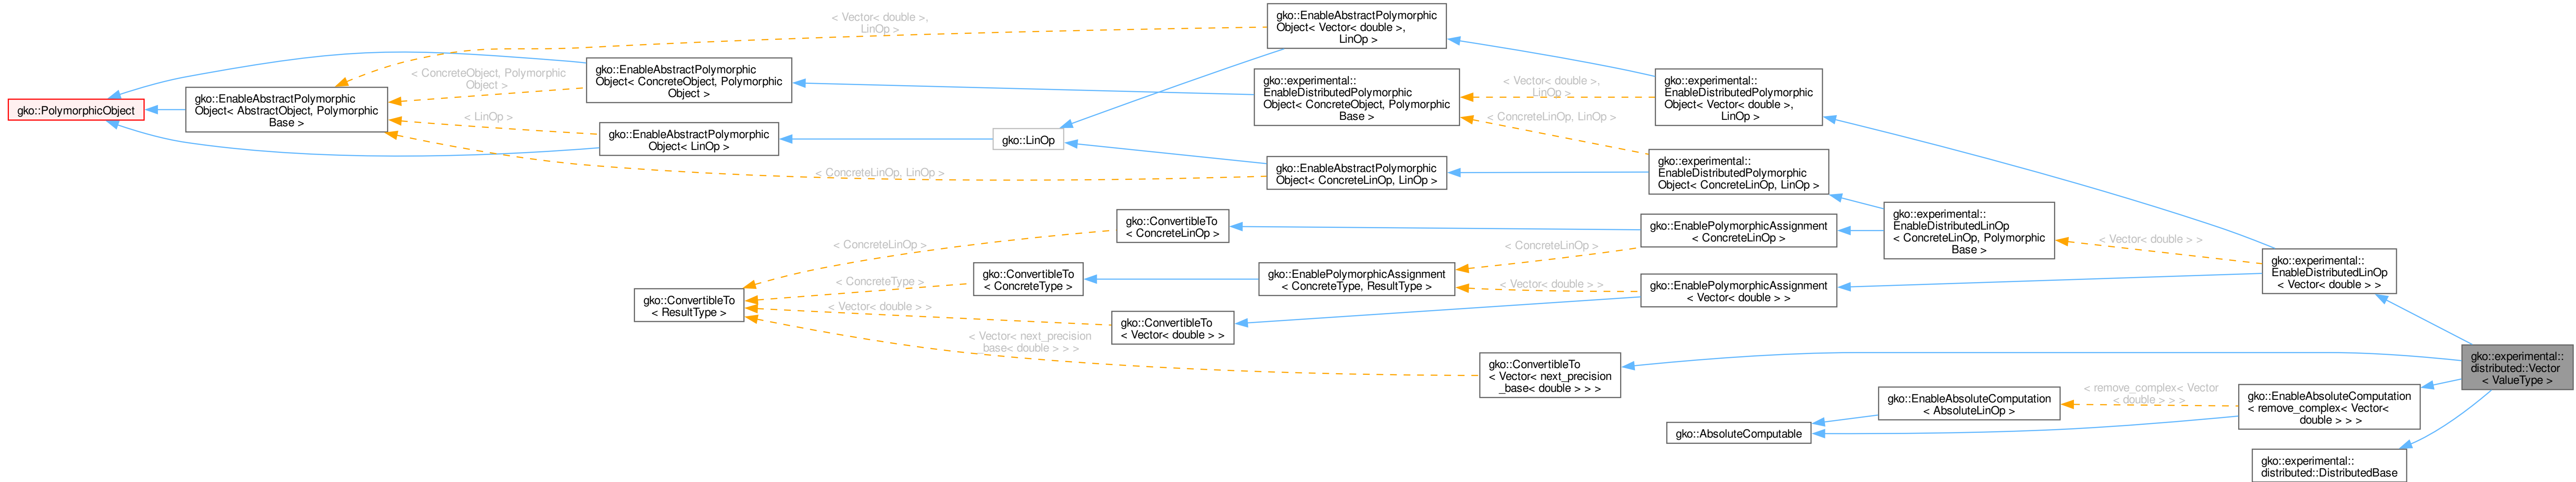 gko::PolymorphicObject
gko::EnableAbstractPolymorphic
Object< AbstractObject, Polymorphic
Base >
< Vector< double >,
LinOp >
< ConcreteObject, Polymorphic
Object >
< LinOp >
< ConcreteLinOp, LinOp >
gko::EnableAbstractPolymorphic
Object< ConcreteObject, Polymorphic
Object >
gko::EnableAbstractPolymorphic
Object< LinOp >
gko::LinOp
gko::EnableAbstractPolymorphic
Object< Vector< double >,
LinOp >
gko::experimental::
EnableDistributedPolymorphic
Object< ConcreteObject, Polymorphic
Base >
gko::EnableAbstractPolymorphic
Object< ConcreteLinOp, LinOp >
< Vector< double >,
LinOp >
< ConcreteLinOp, LinOp >
gko::experimental::
EnableDistributedPolymorphic
Object< Vector< double >,
LinOp >
gko::experimental::
EnableDistributedPolymorphic
Object< ConcreteLinOp, LinOp >
gko::ConvertibleTo
< ResultType >
< ConcreteLinOp >
< ConcreteType >
< Vector< double > >
< Vector< next_precision
_base< double > > >
gko::ConvertibleTo
< ConcreteLinOp >
gko::ConvertibleTo
< ConcreteType >
gko::ConvertibleTo
< Vector< double > >
gko::EnablePolymorphicAssignment
< ConcreteType, ResultType >
< ConcreteLinOp >
< Vector< double > >
gko::EnablePolymorphicAssignment
< ConcreteLinOp >
gko::EnablePolymorphicAssignment
< Vector< double > >
gko::experimental::
EnableDistributedLinOp
< ConcreteLinOp, Polymorphic
Base >
< Vector< double > >
gko::experimental::
EnableDistributedLinOp
< Vector< double > >
gko::ConvertibleTo
< Vector< next_precision
_base< double > > >
gko::AbsoluteComputable
gko::EnableAbsoluteComputation
< AbsoluteLinOp >
< remove_complex< Vector
< double > > >
gko::EnableAbsoluteComputation
< remove_complex< Vector<
double > > >
gko::experimental::
distributed::DistributedBase
gko::experimental::
distributed::Vector
< ValueType >